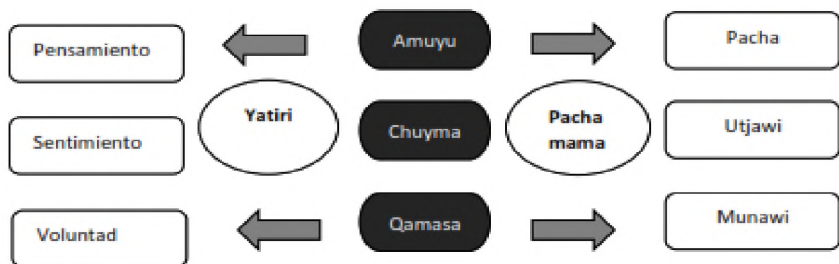 Pensamiento
Amuyu
Pacha
Yatiri
Pacha
mama
Sentimiento
Chuyma
Utjawi
Voluntad
Qamasa
Munawi